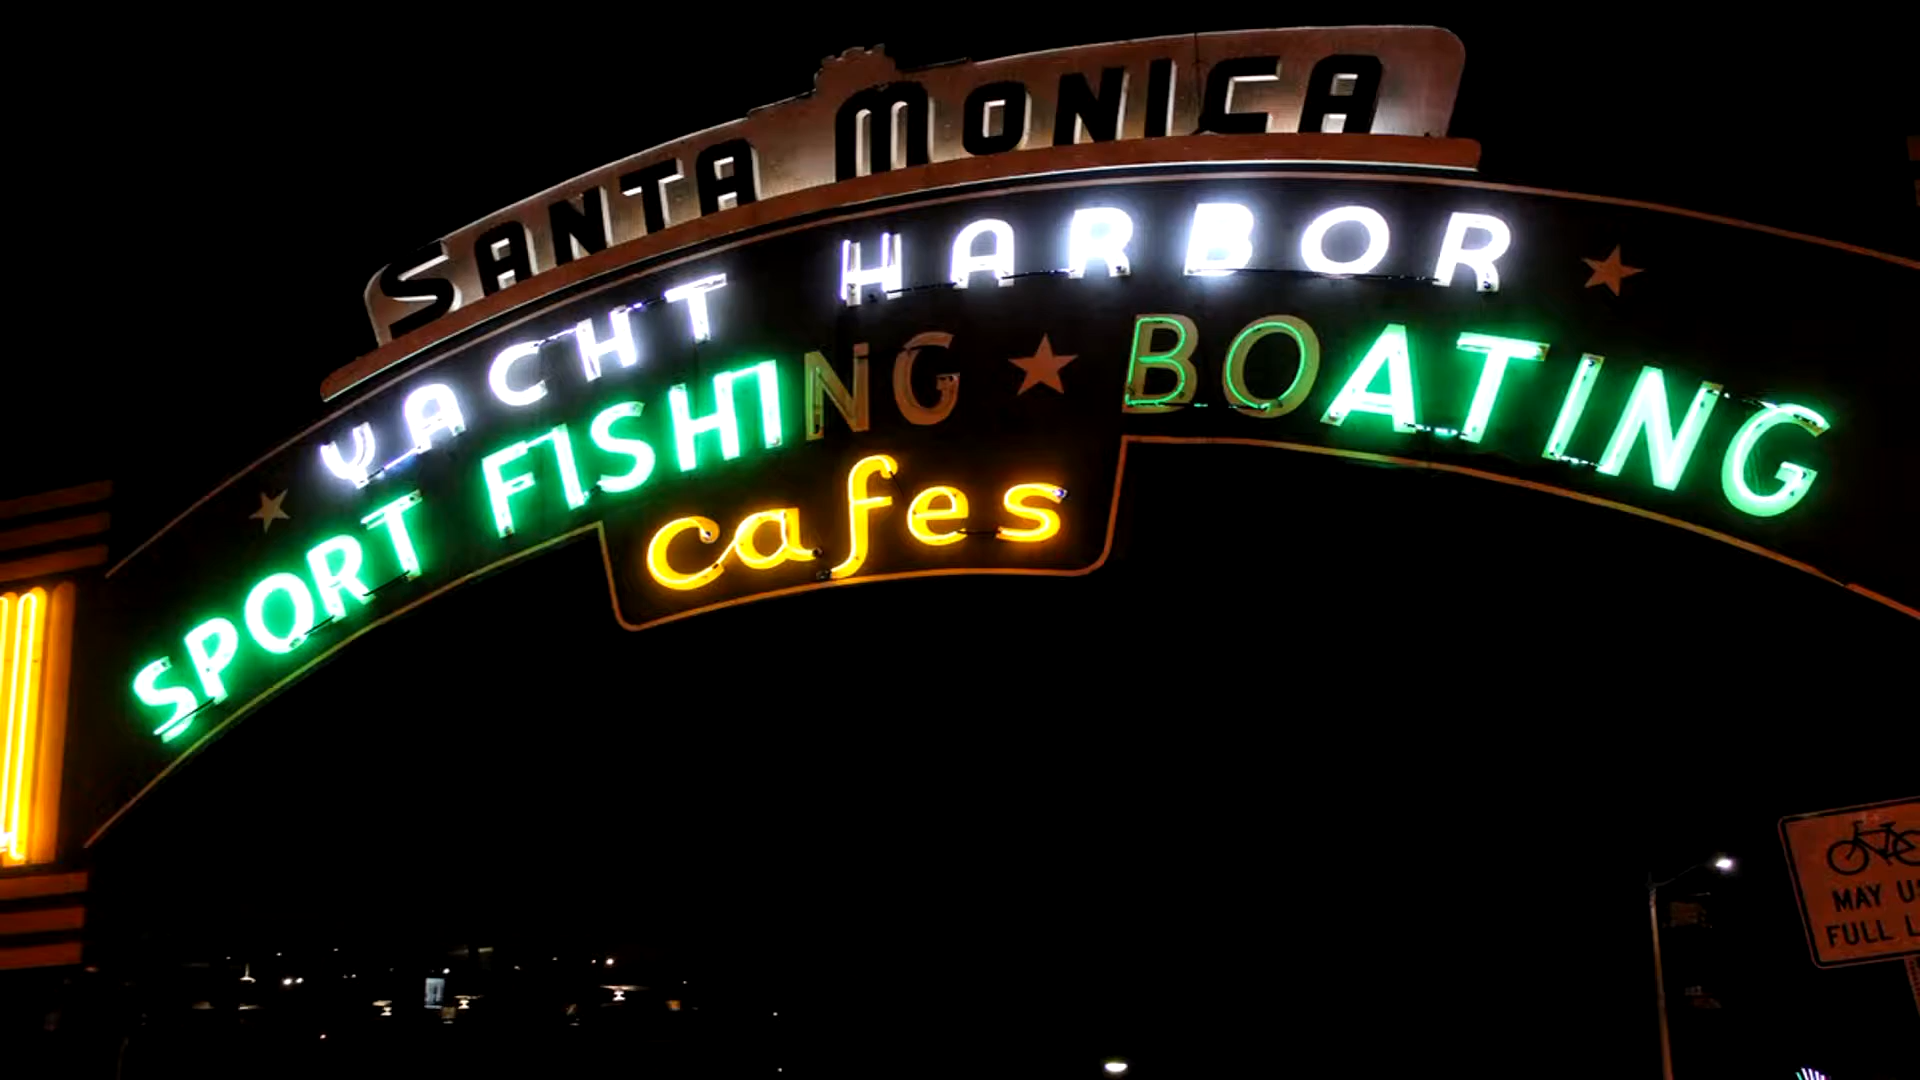 SANTA MONICA
YACHT HARBOR
SPORT FISHING ★ BOATING
cafes
MAY U
FULL L